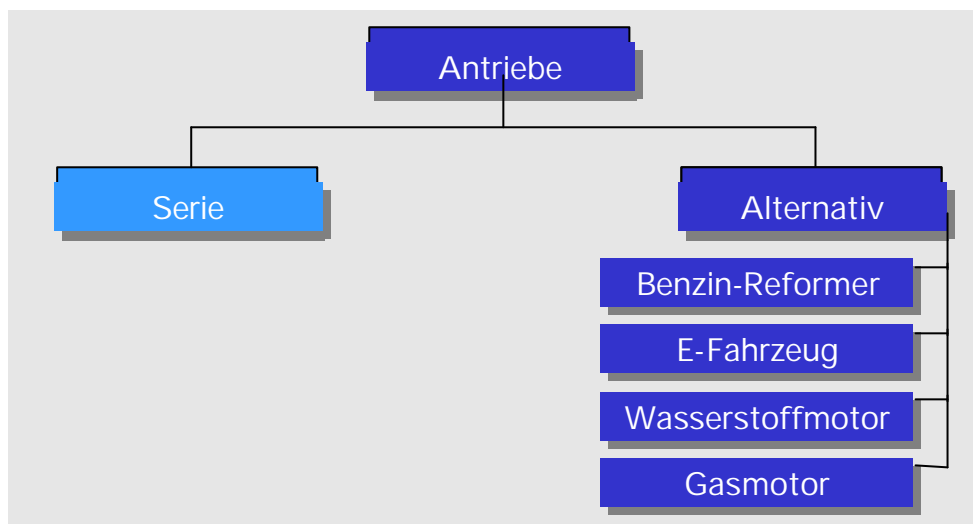 Antriebe
Serie
Alternativ
Benzin-Reformer
E-Fahrzeug
Wasserstoffmotor
Gasmotor